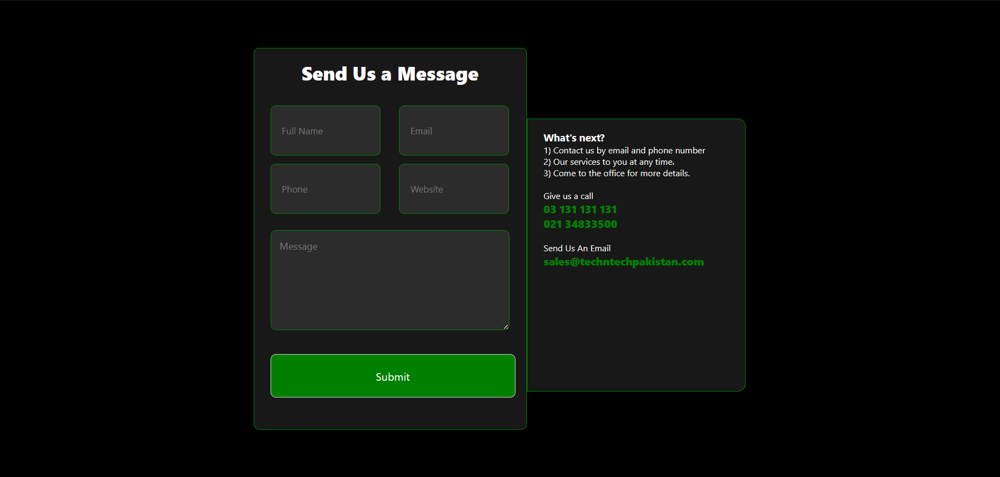 Send Us a Message
Full Name
Email
Phone
Website
Message
Submit
What's next?
1) Contact us by email and phone number
2) Our services to you at any time.
3) Come to the office for more details.
Give us a call
03 131 131 131
021 34833500
Send Us An Email
sales@techntechpakistan.com